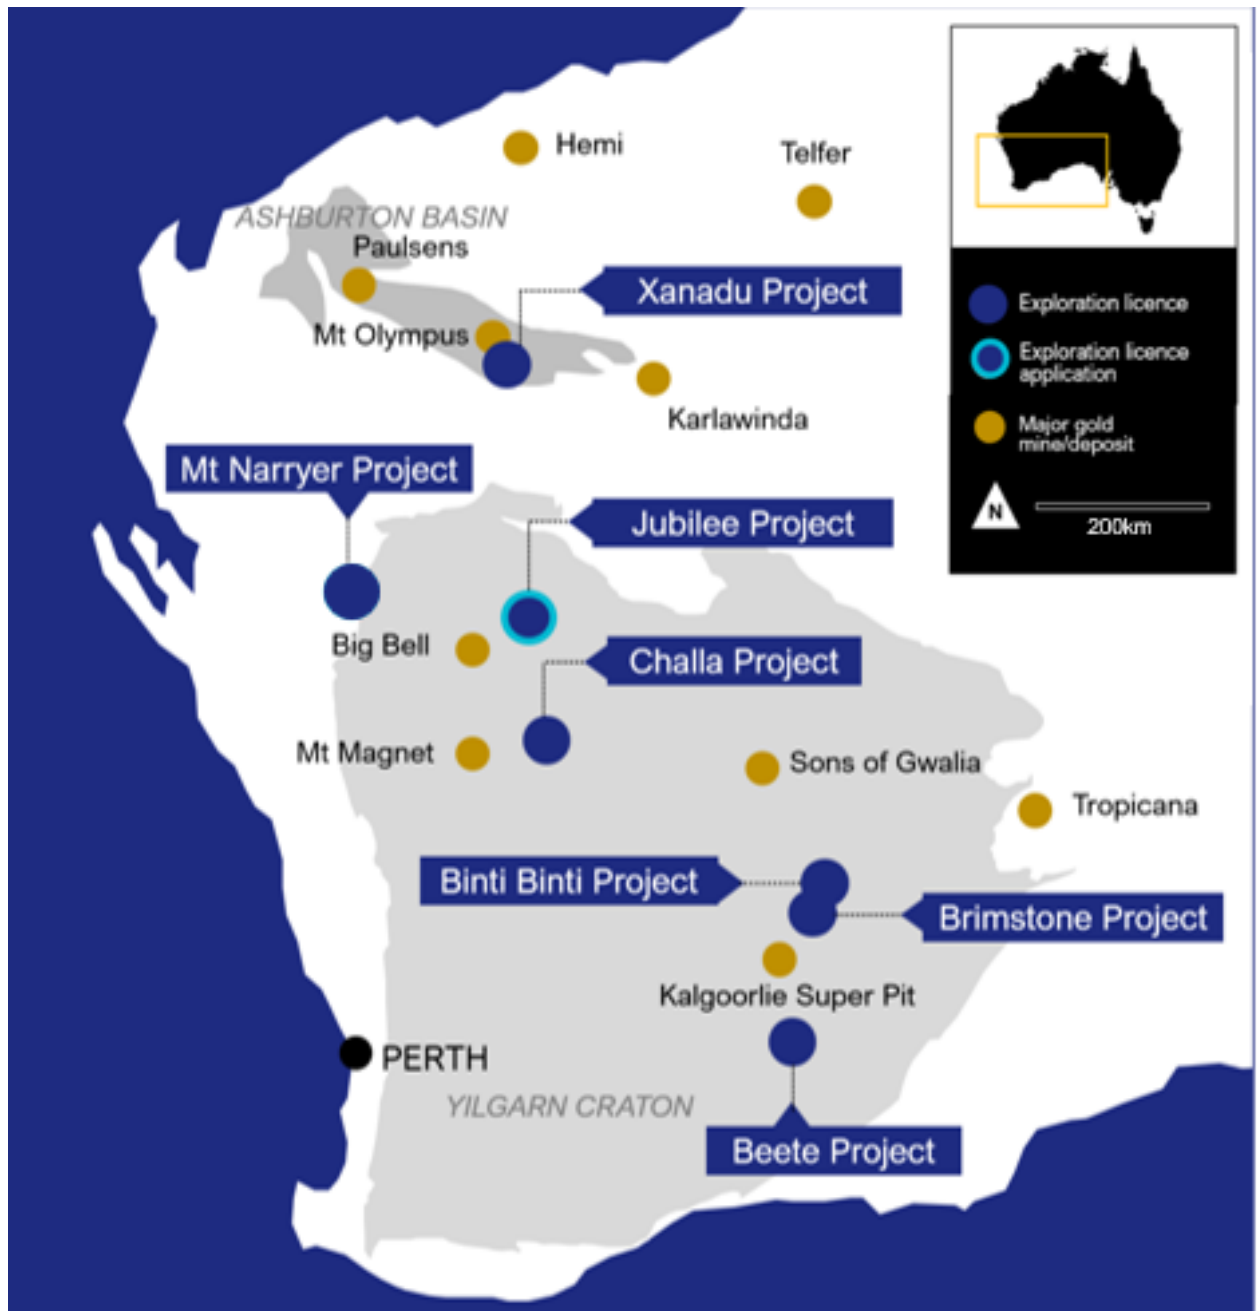 Hemi
Telfer
ASHBURTON BASIN
Paulsens
Xanadu Project
Mt Olympus
Karlawinda
Exploration licence
Exploration licence
application
Major gold
mine/deposit
N
200km
Mt Narryer Project
Jubilee Project
Big Bell
Challa Project
Mt Magnet
Sons of Gwalia
Tropicana
Binti Binti Project
Brimstone Project
Kalgoorlie Super Pit
PERTH
YILGARN CRATON
Beete Project